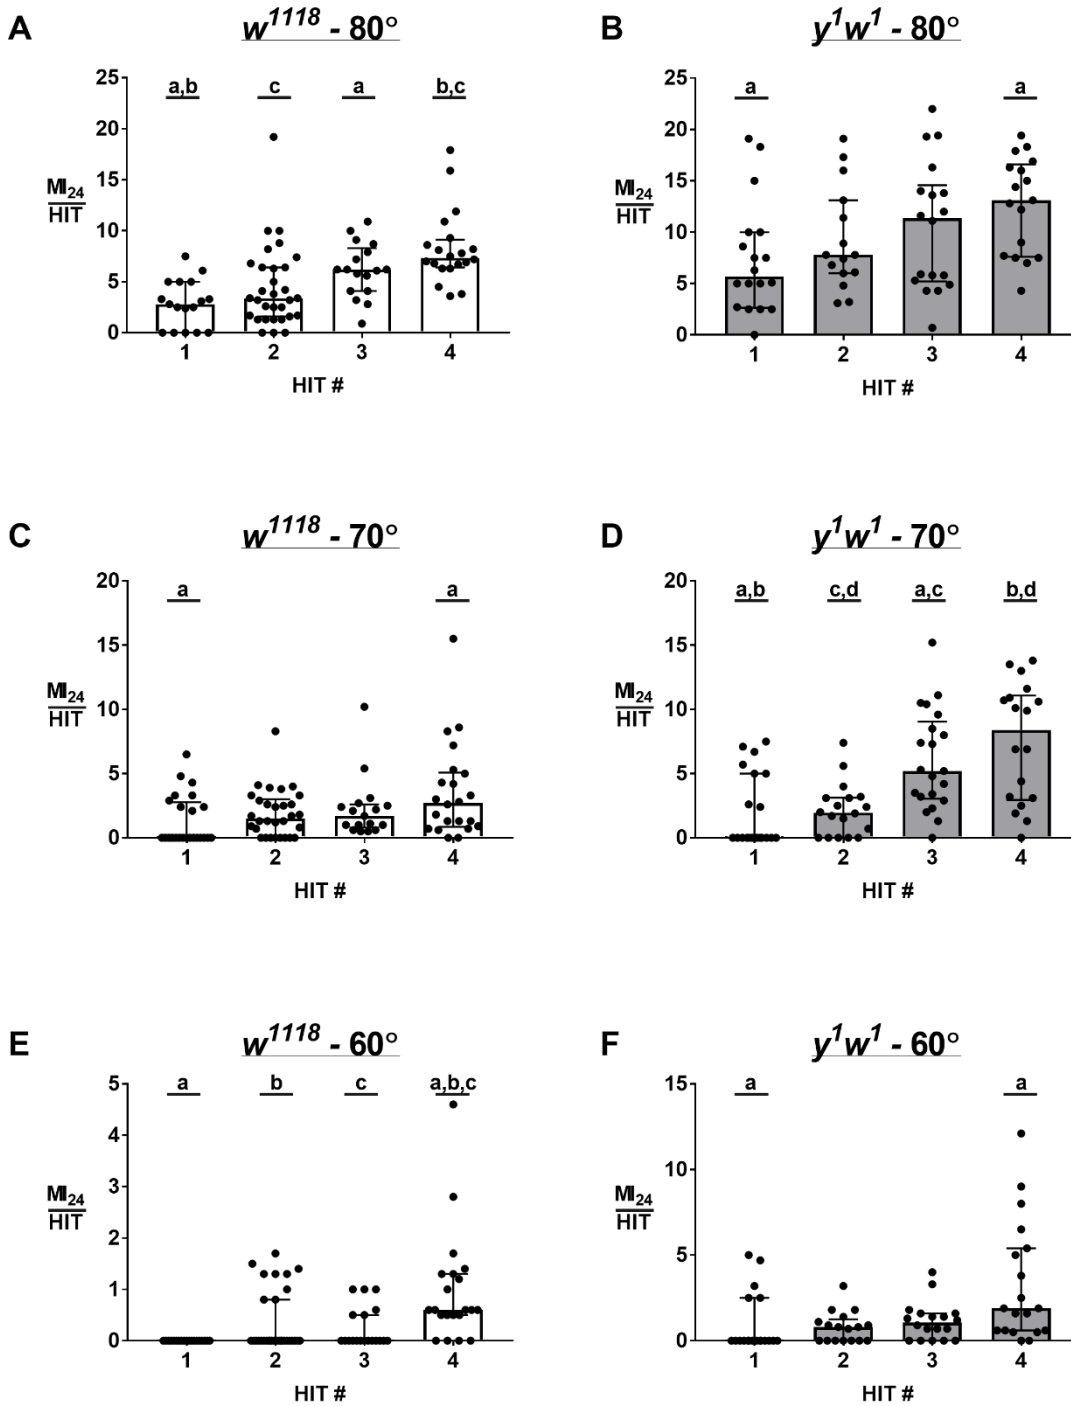 A
w1118 - 80°
25
20
15
10
5
0
MI24
HIT
a,b
c
a
b,c
1
2
3
4
HIT #
B
y1w1 - 80°
25
20
15
10
5
0
MI24
HIT
a
a
1
2
3
4
HIT #
C
w1118 - 70°
20
15
10
5
0
MI24
HIT
a
a
1
2
3
4
HIT #
D
y1w1 - 70°
20
15
10
5
0
MI24
HIT
a,b
c,d
a,c
b,d
1
2
3
4
HIT #
E
w1118 - 60°
5
4
3
2
1
0
MI24
HIT
a
b
c
a,b,c
1
2
3
4
HIT #
F
y1w1 - 60°
15
10
5
0
MI24
HIT
a
a
1
2
3
4
HIT #